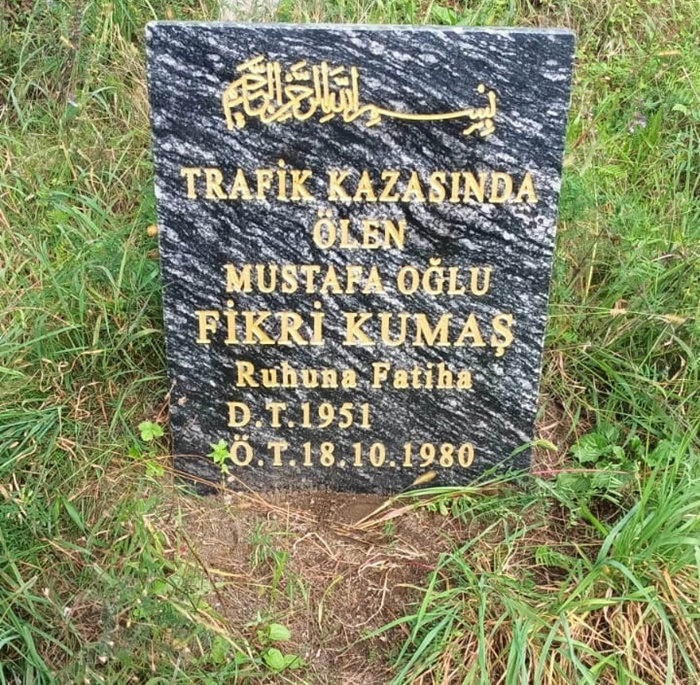 بسم الله الرحمن الرحيم
TRAFİK KAZASINDA
ÖLEN
MUSTAFA OĞLU
FİKRİ KUMAŞ
Ruhuna Fatiha
D.T.1951
Ö.T.18.10.1980